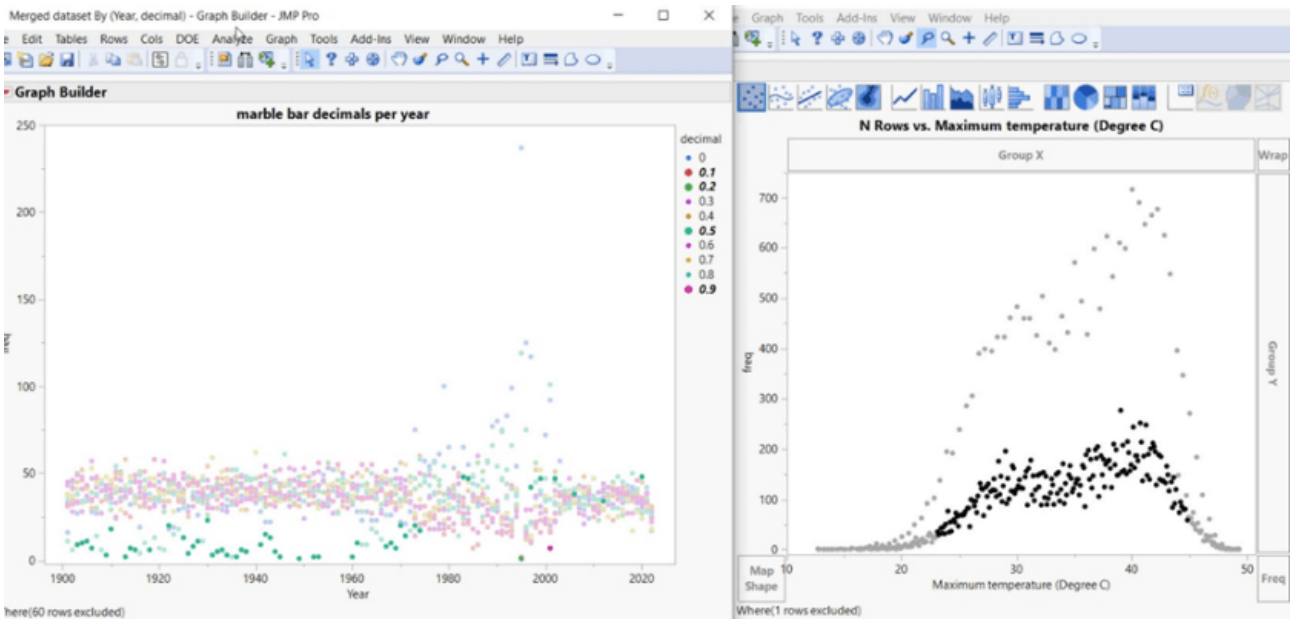 Merged dataset By (Year, decimal) - Graph Builder - JMP Pro
e Edit Tables Rows Cols DOE Analyze Graph Tools Add-Ins View Window Help
Graph Builder
marble bar decimals per year
250
200
150
100
50
0
1900 1920 1940 1960 1980 2000 2020
Year
decimal
0
0.1
0.2
0.3
0.4
0.5
0.6
0.7
0.8
0.9
here(60 rows excluded)
e Graph Tools Add-Ins View Window Help
N Rows vs. Maximum temperature (Degree C)
Group X
Wrap
700
600
500
400
300
200
100
0
freq
Group Y
10 20 30 40 50
Map
Shape
Maximum temperature (Degree C)
Freq
Where(1 rows excluded)